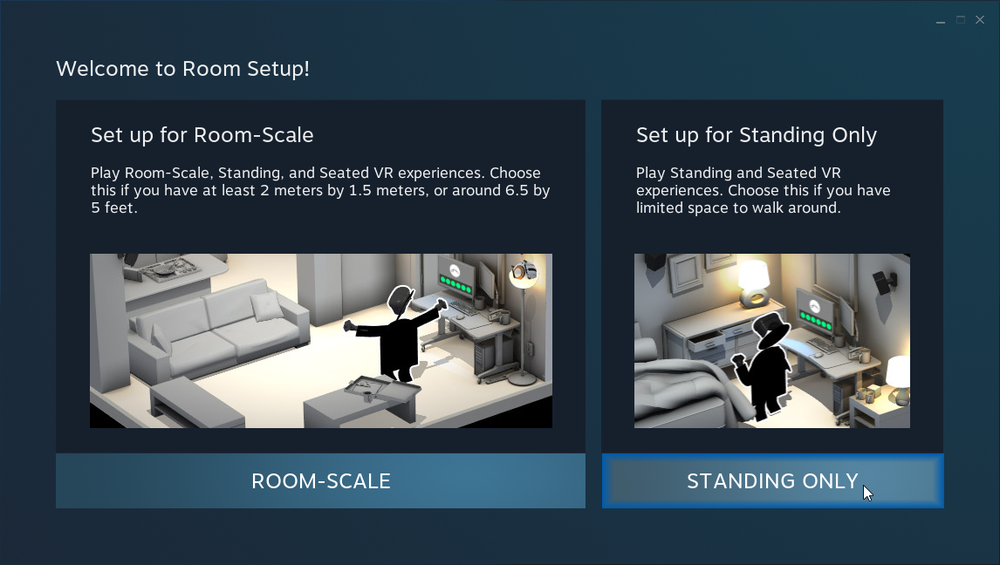 Welcome to Room Setup!
Set up for Room-Scale
Play Room-Scale, Standing, and Seated VR experiences. Choose
this if you have at least 2 meters by 1.5 meters, or around 6.5 by
5 feet.
ROOM-SCALE
Set up for Standing Only
Play Standing and Seated VR
experiences. Choose this if you have
limited space to walk around.
STANDING ONLY